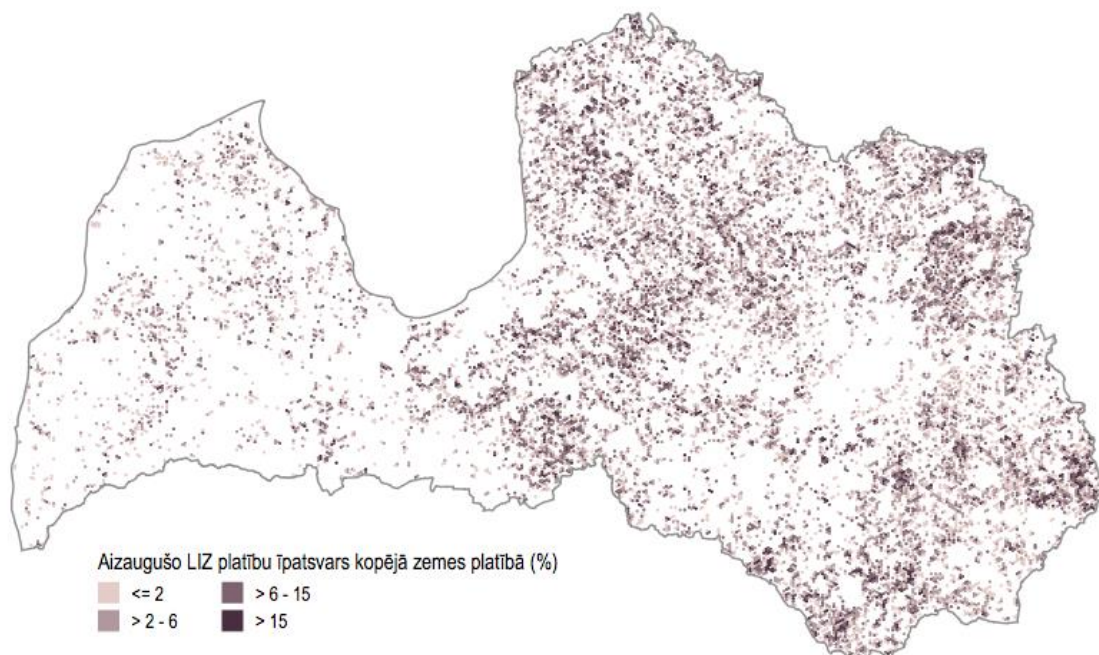 Aizaugušo LIZ platību īpatsvars kopējā zemes platībā (%)
<= 2
> 6 - 15
> 2 - 6
> 15